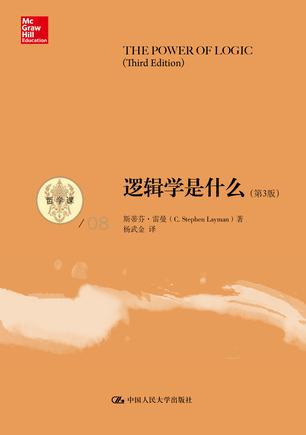 Mc
Graw
Hill
Education
THE POWER OF LOGIC
(Third Edition)
逻辑学是什么(第3版)
哲学课
/08
斯蒂芬·雷曼(C. Stephen Layman)著
杨武金 译
中国人民大学出版社